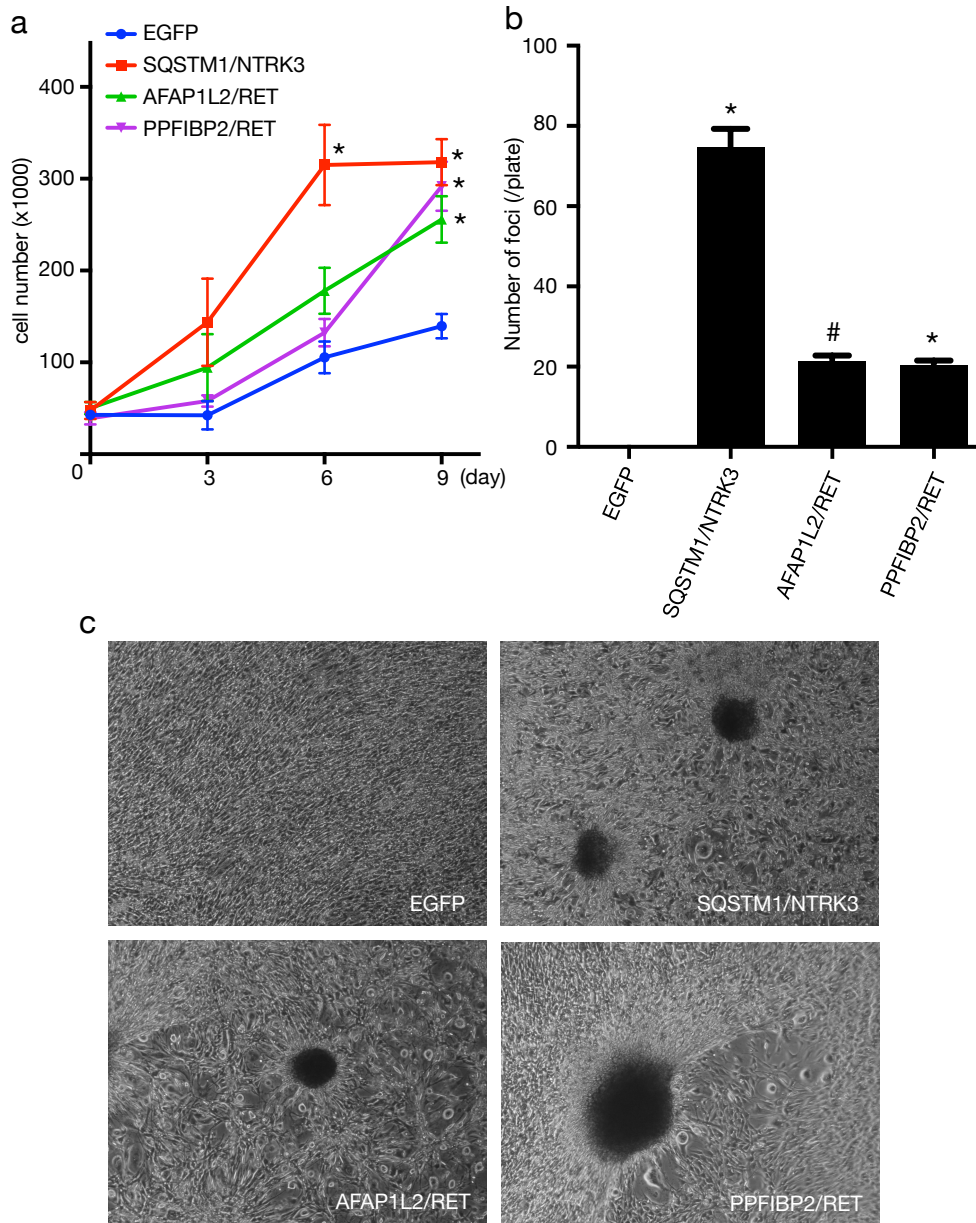 a
EGFP
SQSTM1/NTRK3
AFAP1L2/RET
PPFIBP2/RET
cell number (x1000)
400
300
200
100
0
3
6
9
(day)
*
*
*
*
b
Number of foci (/plate)
100
80
60
40
20
0
*
#
*
EGFP
SQSTM1/NTRK3
AFAP1L2/RET
PPFIBP2/RET
c
EGFP
SQSTM1/NTRK3
AFAP1L2/RET
PPFIBP2/RET